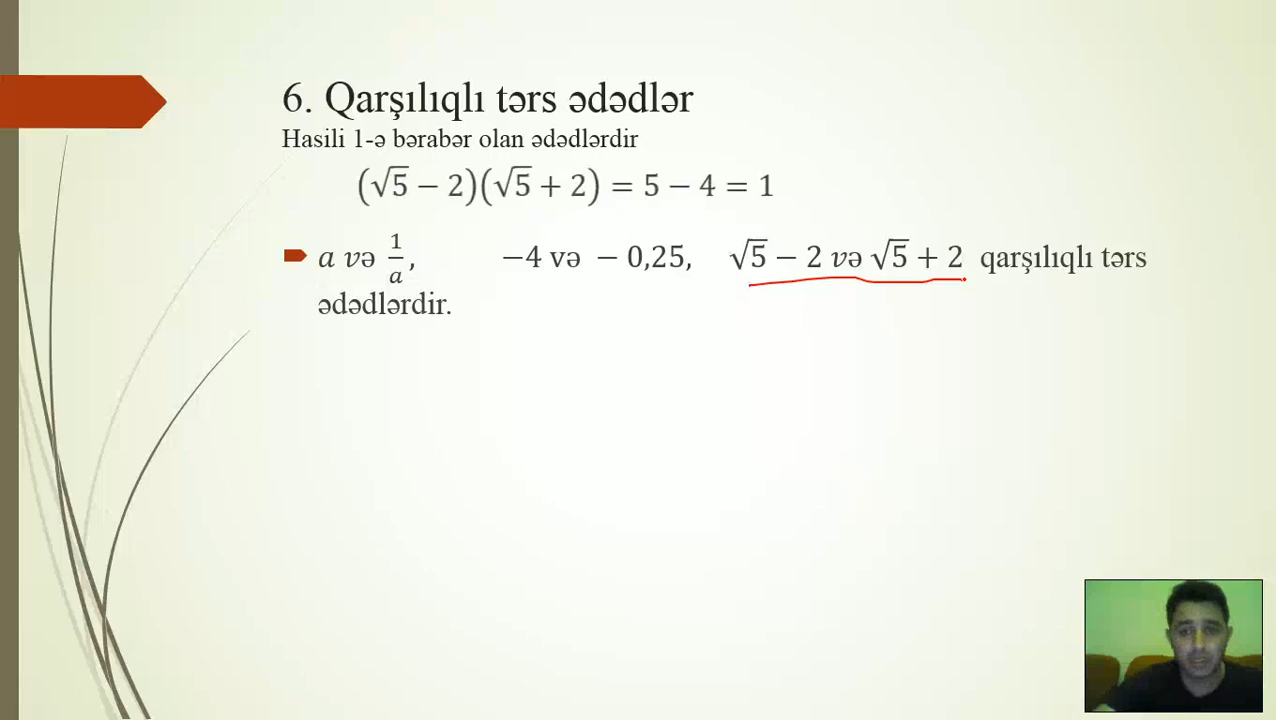 6. Qarşılıqlı tərs ədədlər
Hasili 1-ə bərabər olan ədədlərdir
(√5 − 2)(√5 + 2) = 5 − 4 = 1
a və 1/a, −4 və − 0,25, √5 − 2 və √5 + 2 qarşılıqlı tərs
ədədlərdir.